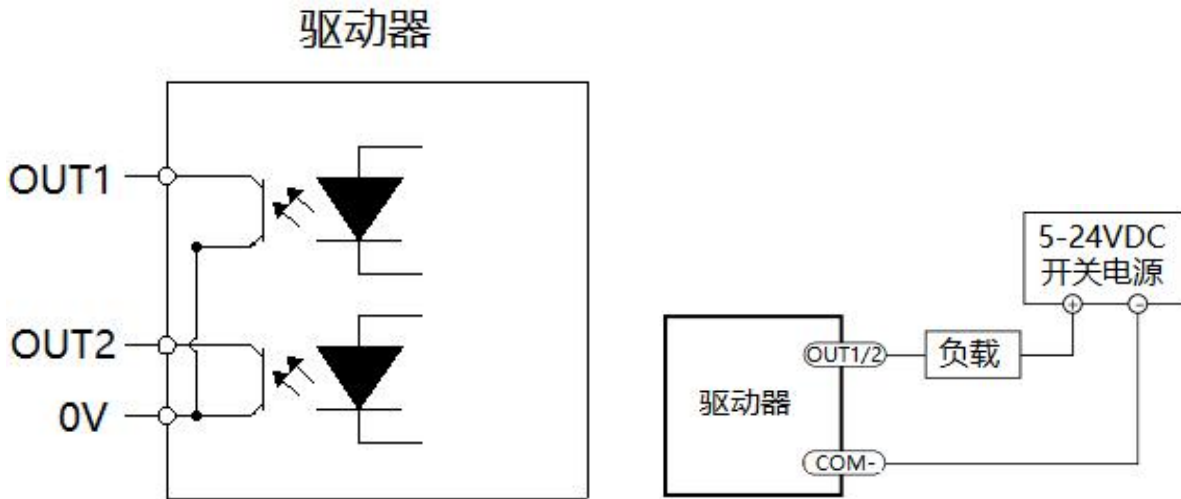 驱动器
OUT1
OUT2
0V
5-24VDC
开关电源
+
-
OUT1/2
负载
驱动器
COM-